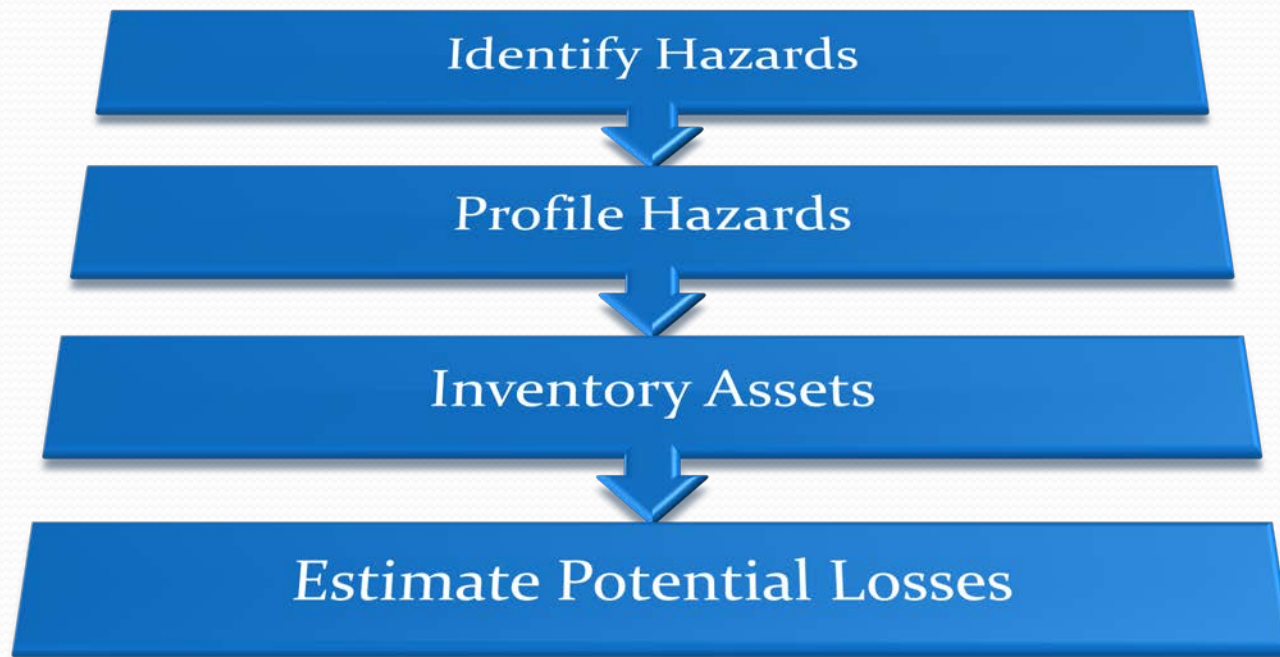 Identify Hazards
Profile Hazards
Inventory Assets
Estimate Potential Losses